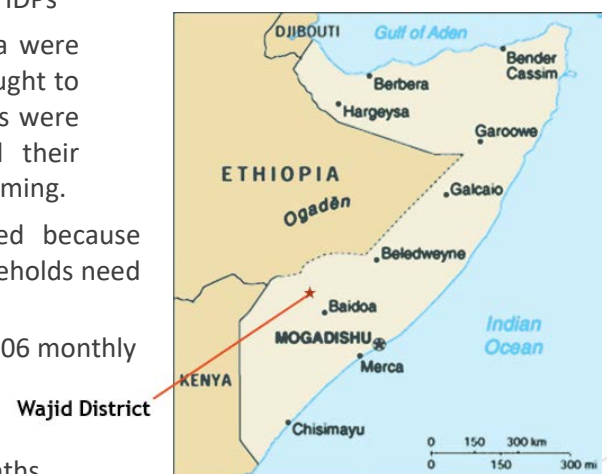 IDPs
a were
ught to
s were
l their
ming.
ed because
eholds need
06 monthly
nths
DJIBOUTI
Gulf of Aden
Bender
Cassim
Berbera
Hargeysa
Garoowe
ETHIOPIA
Ogadēn
Galcaio
Beledweyne
Baidoa
MOGADISHU
Indian
Ocean
Merca
KENYA
Wajid District
Chisimayu
0 150 300 km
0 150 300 mi